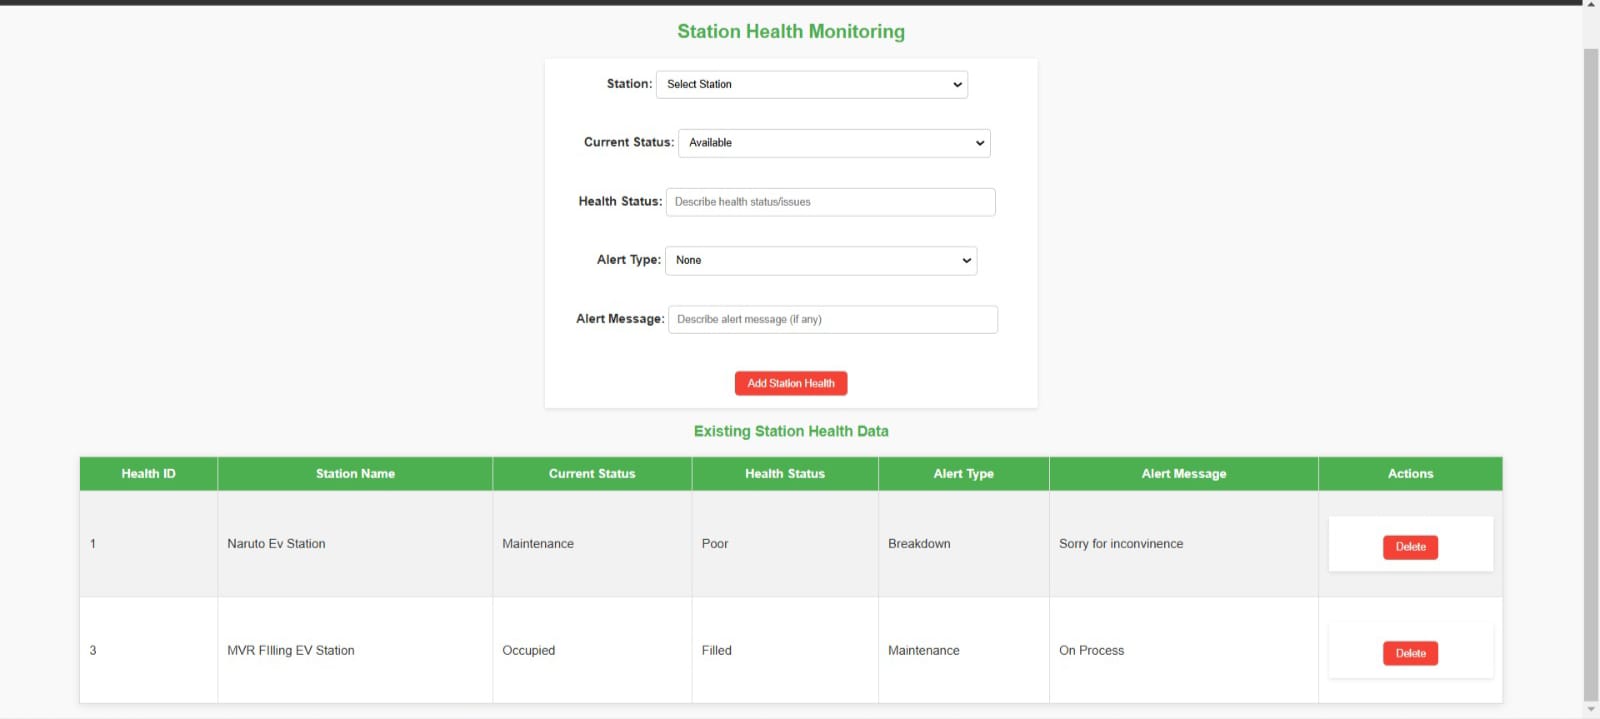 Station Health Monitoring
Station: Select Station
Current Status: Available
Health Status: Describe health status/issues
Alert Type: None
Alert Message: Describe alert message (if any)
Add Station Health
Existing Station Health Data
Health ID Station Name Current Status Health Status Alert Type Alert Message Actions
1 Naruto Ev Station Maintenance Poor Breakdown Sorry for inconvinence Delete
3 MVR FIlling EV Station Occupied Filled Maintenance On Process Delete